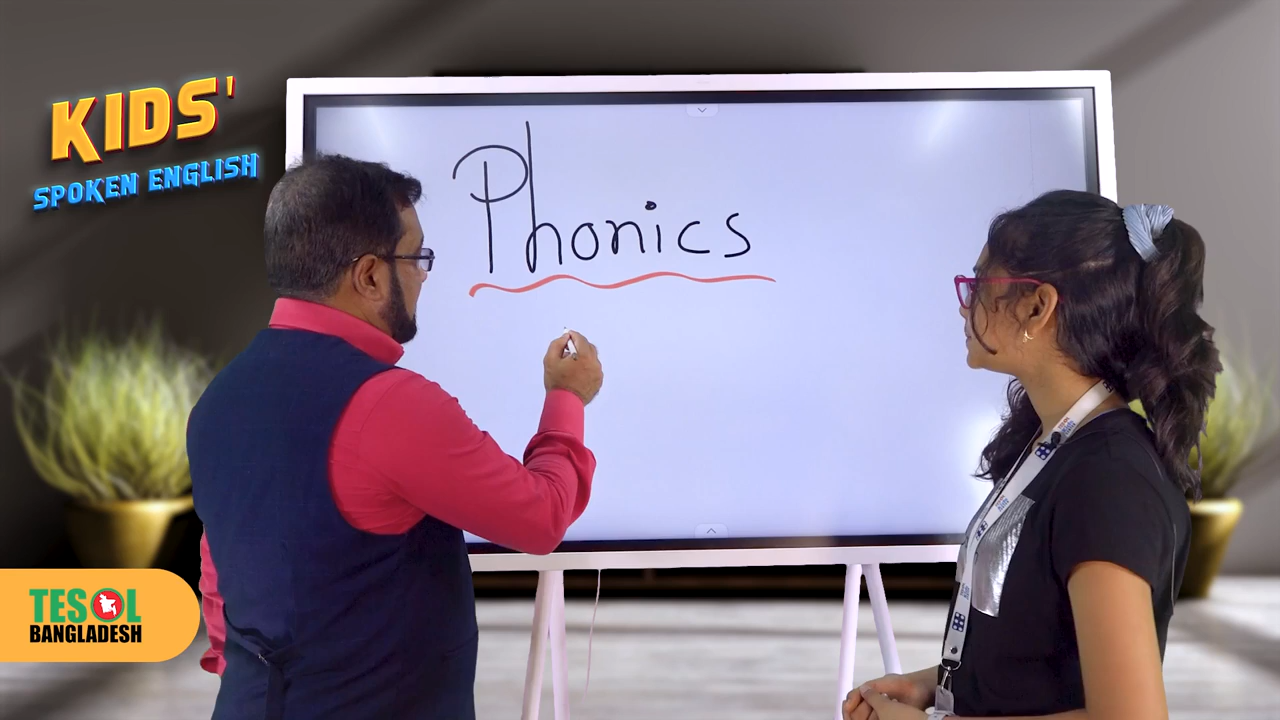 KIDS'
SPOKEN ENGLISH
Phonics
TESOL
BANGLADESH